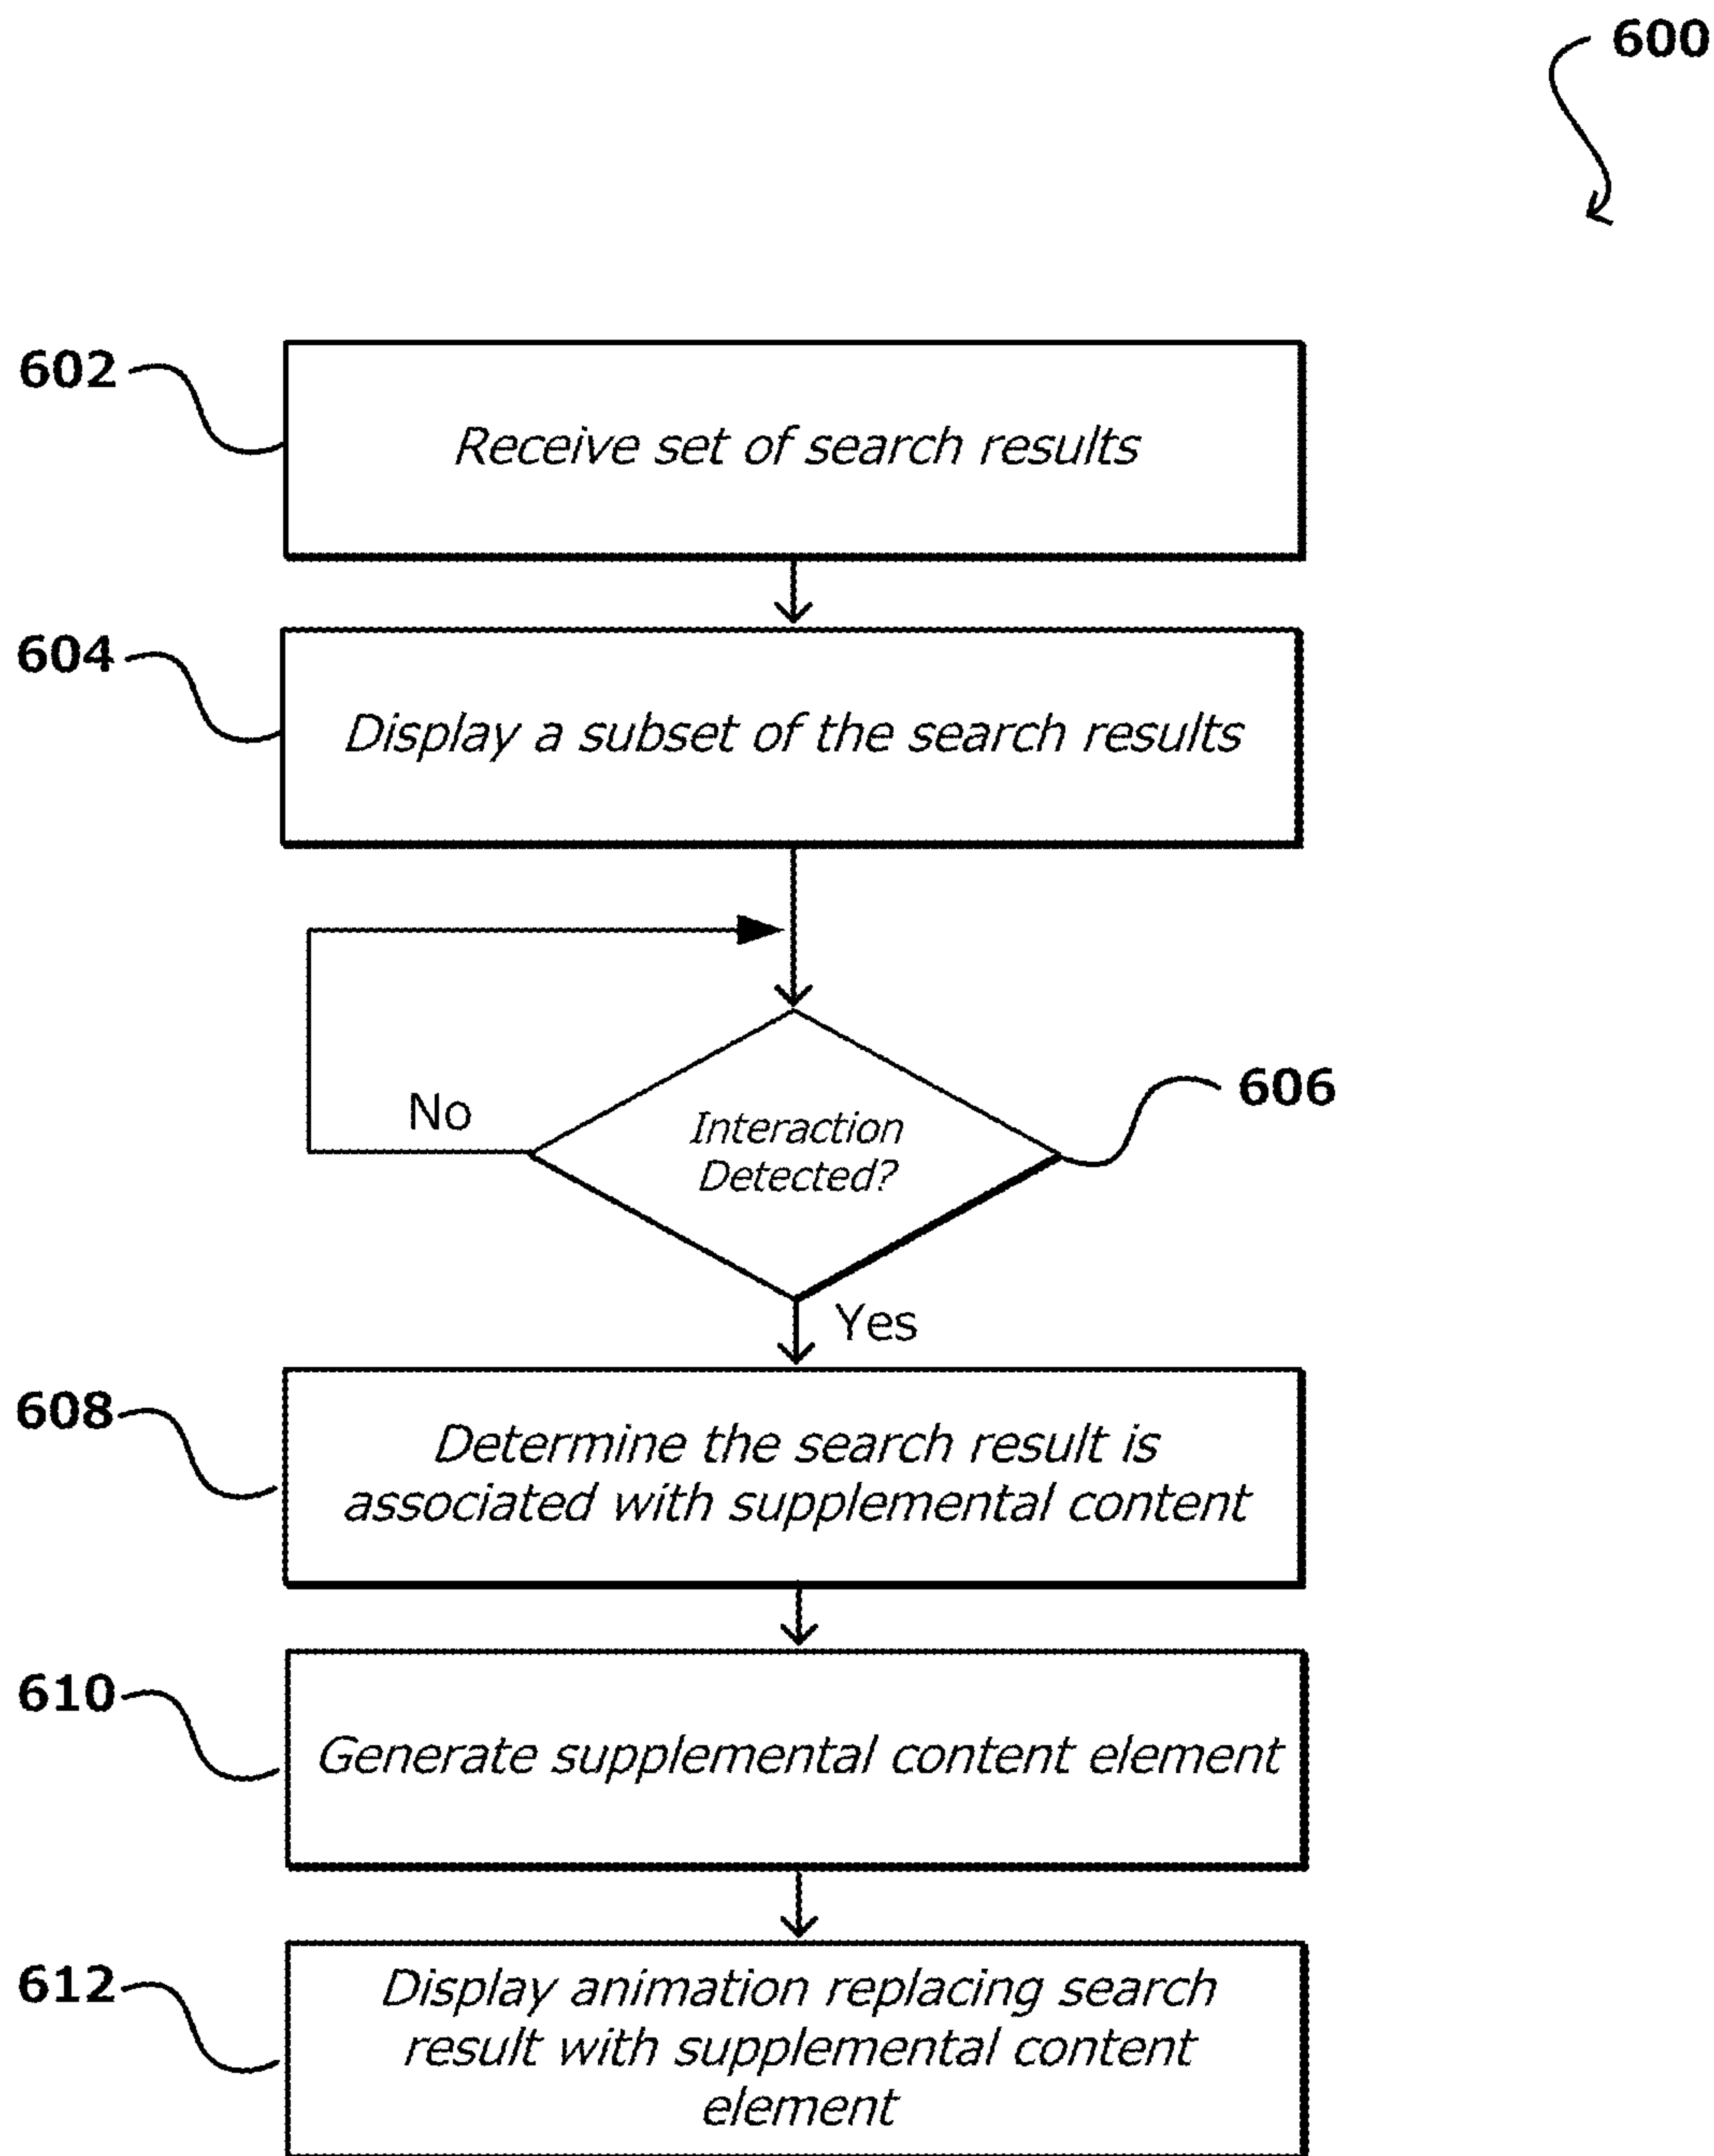 600
602
Receive set of search results
604
Display a subset of the search results
No
Interaction
Detected?
606
Yes
608
Determine the search result is
associated with supplemental content
610
Generate supplemental content element
612
Display animation replacing search
result with supplemental content
element